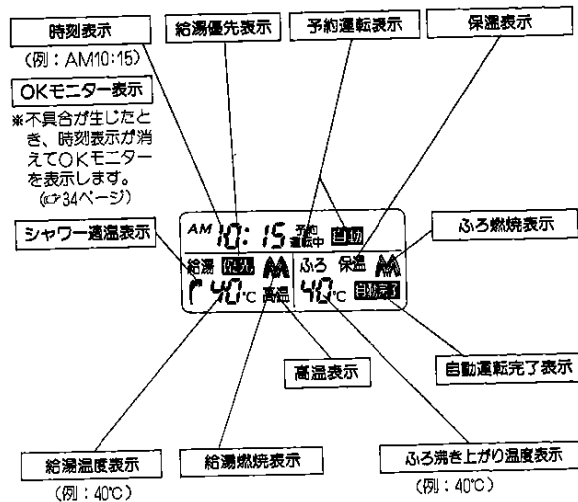 時刻表示
給湯優先表示
予約運転表示
保温表示
(例:AM10:15)
OKモニター表示
※不具合が生じたと
き、時刻表示が消
えてOKモニター
を表示します。
(☞34ページ)
シャワー適温表示
ふろ燃焼表示
AM 10:15 予約
運転中 自動
給湯 優先 ふろ 保温
40℃ 高温 40℃ 自動完了
高温表示
自動運転完了表示
給湯温度表示
給湯燃焼表示
ふろ沸き上がり温度表示
(例:40℃)
(例:40℃)